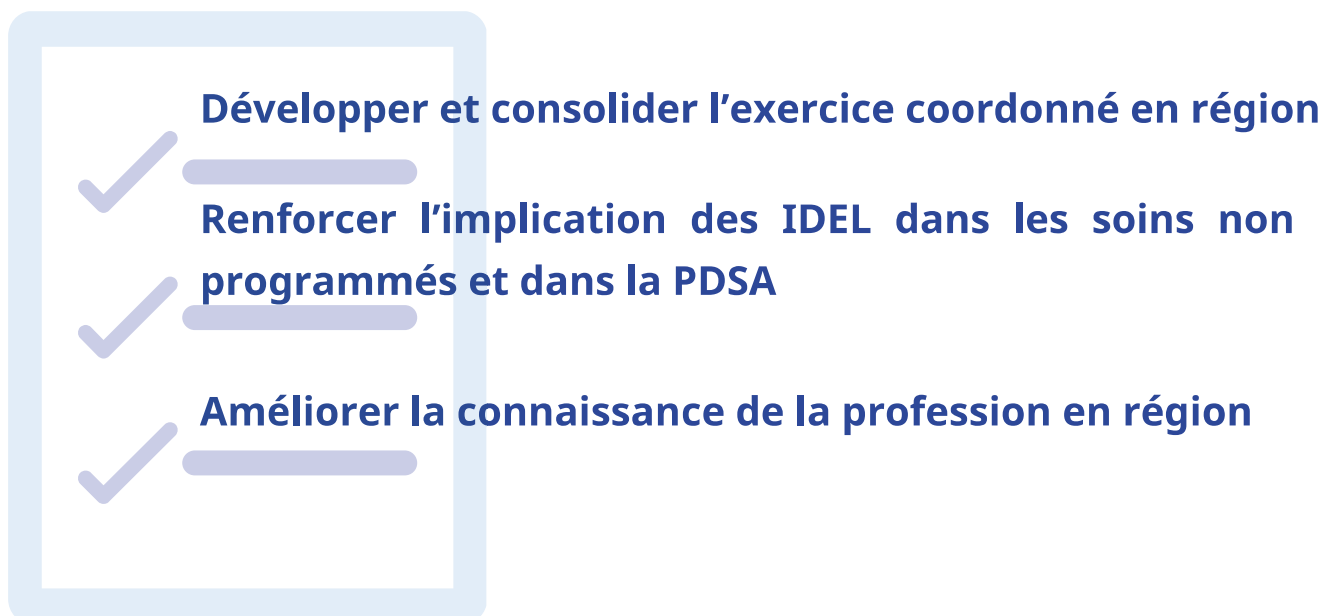 Développer et consolider l’exercice coordonné en région
Renforcer l’implication des IDEL dans les soins non
programmés et dans la PDSA
Améliorer la connaissance de la profession en région